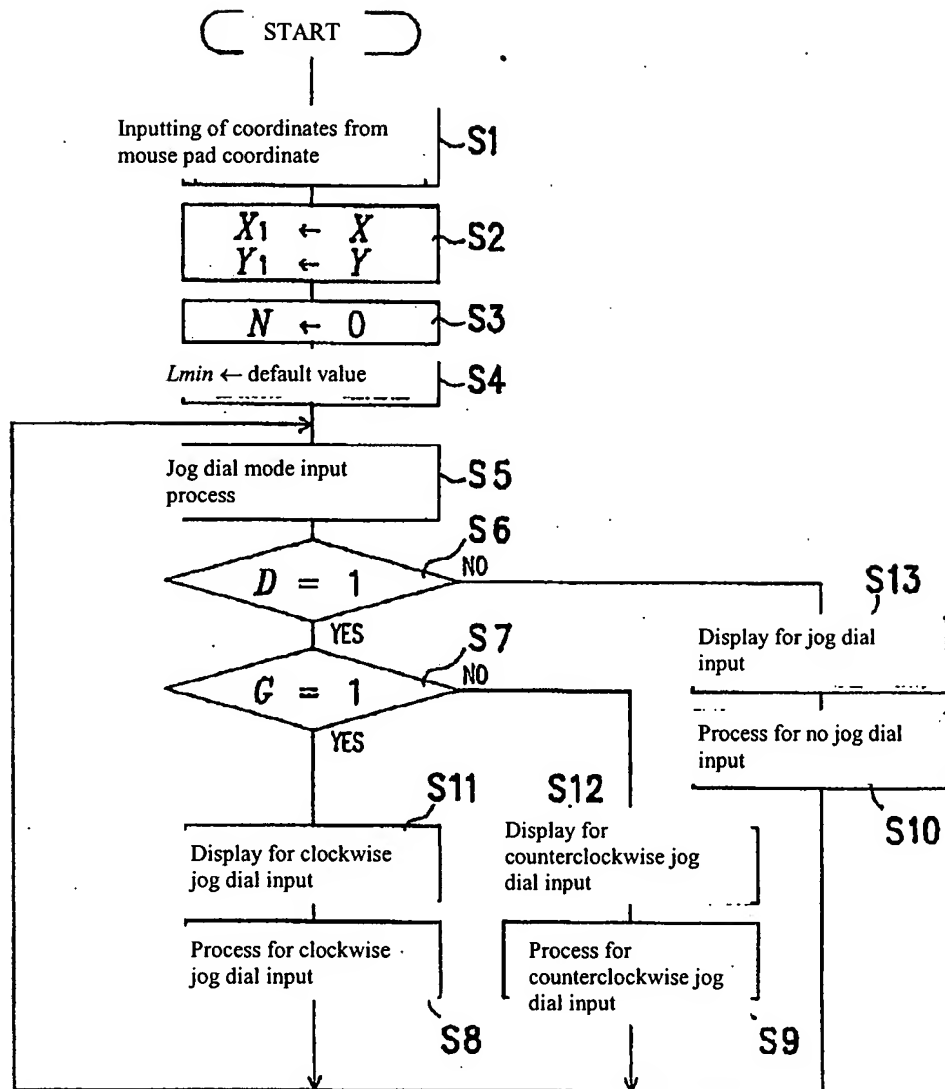 START
Inputting of coordinates from
mouse pad coordinate
S1
X1 ← X
Y1 ← Y
S2
N ← 0
S3
Lmin ← default value
S4
Jog dial mode input
process
S5
S6
D = 1
NO
YES
S7
G = 1
NO
YES
S13
Display for jog dial
input
Process for no jog dial
input
S10
S11
Display for clockwise
jog dial input
S12
Display for
counterclockwise jog
dial input
Process for clockwise
jog dial input
S8
Process for
counterclockwise jog
dial input
S9